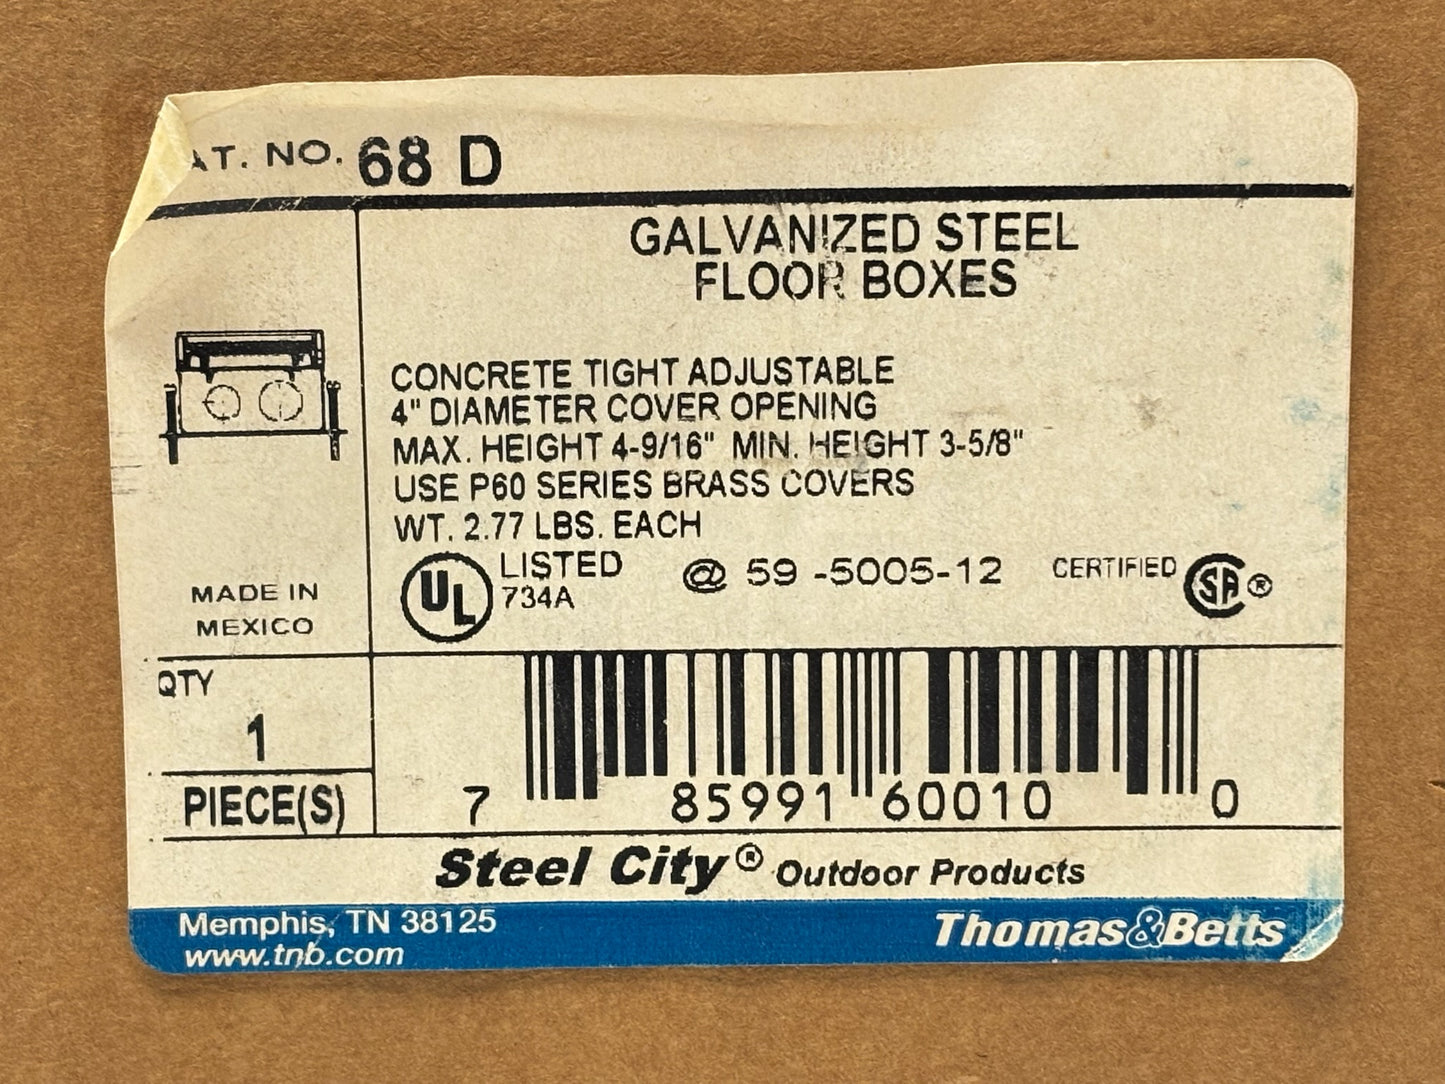 AT. NO. 68 D
GALVANIZED STEEL
FLOOR BOXES
CONCRETE TIGHT ADJUSTABLE
4" DIAMETER COVER OPENING
MAX. HEIGHT 4-9/16" MIN. HEIGHT 3-5/8"
USE P60 SERIES BRASS COVERS
WT. 2.77 LBS. EACH
UL LISTED
734A
@ 59 -5005-12
CERTIFIED SA®
MADE IN
MEXICO
QTY
1
PIECE(S)
7 85991 60010 0
Steel City® Outdoor Products
Memphis, TN 38125
www.tnb.com
Thomas&Betts